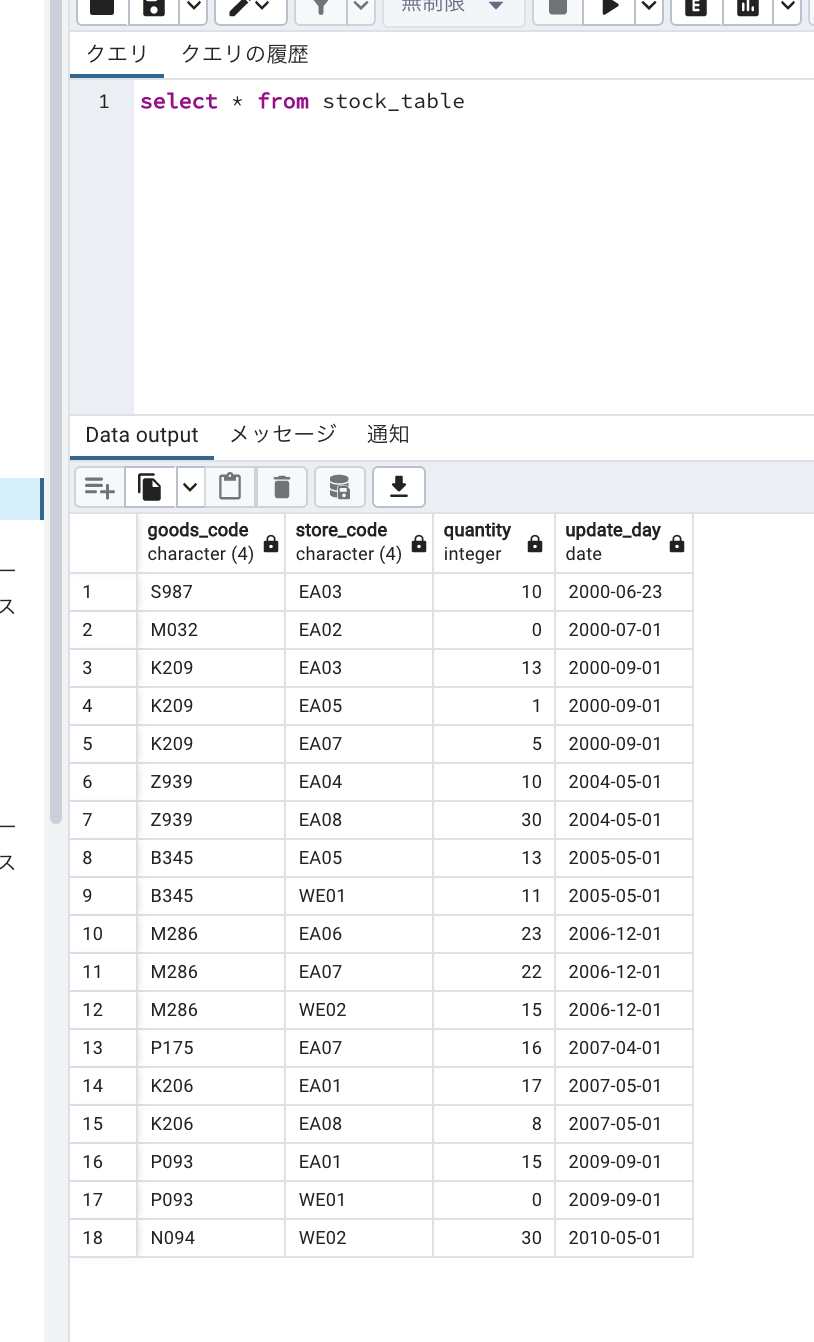 無制限
E
クエリ クエリの履歴
1 select * from stock_table
Data output メッセージ 通知
goods_code store_code quantity update_day
character (4) character (4) integer date
1 S987 EA03 10 2000-06-23
2 M032 EA02 0 2000-07-01
3 K209 EA03 13 2000-09-01
4 K209 EA05 1 2000-09-01
5 K209 EA07 5 2000-09-01
6 Z939 EA04 10 2004-05-01
7 Z939 EA08 30 2004-05-01
8 B345 EA05 13 2005-05-01
9 B345 WE01 11 2005-05-01
10 M286 EA06 23 2006-12-01
11 M286 EA07 22 2006-12-01
12 M286 WE02 15 2006-12-01
13 P175 EA07 16 2007-04-01
14 K206 EA01 17 2007-05-01
15 K206 EA08 8 2007-05-01
16 P093 EA01 15 2009-09-01
17 P093 WE01 0 2009-09-01
18 N094 WE02 30 2010-05-01
ー
ス
ー
ス